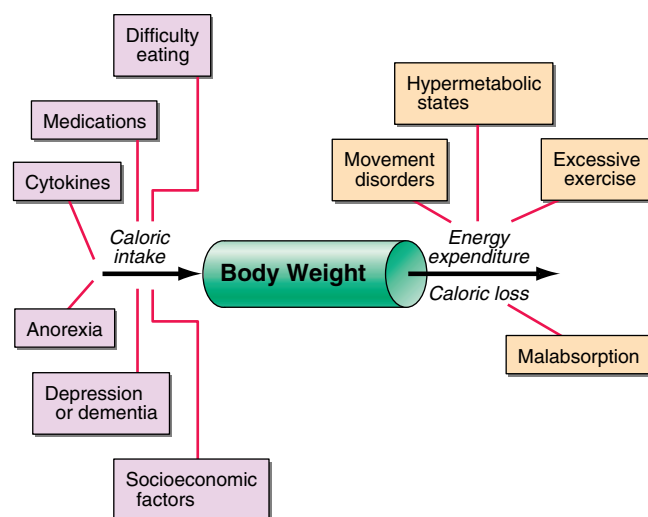 Difficulty
eating
Medications
Cytokines
Caloric
intake
Anorexia
Depression
or dementia
Socioeconomic
factors
Body Weight
Hypermetabolic
states
Movement
disorders
Excessive
exercise
Energy
expenditure
Caloric loss
Malabsorption